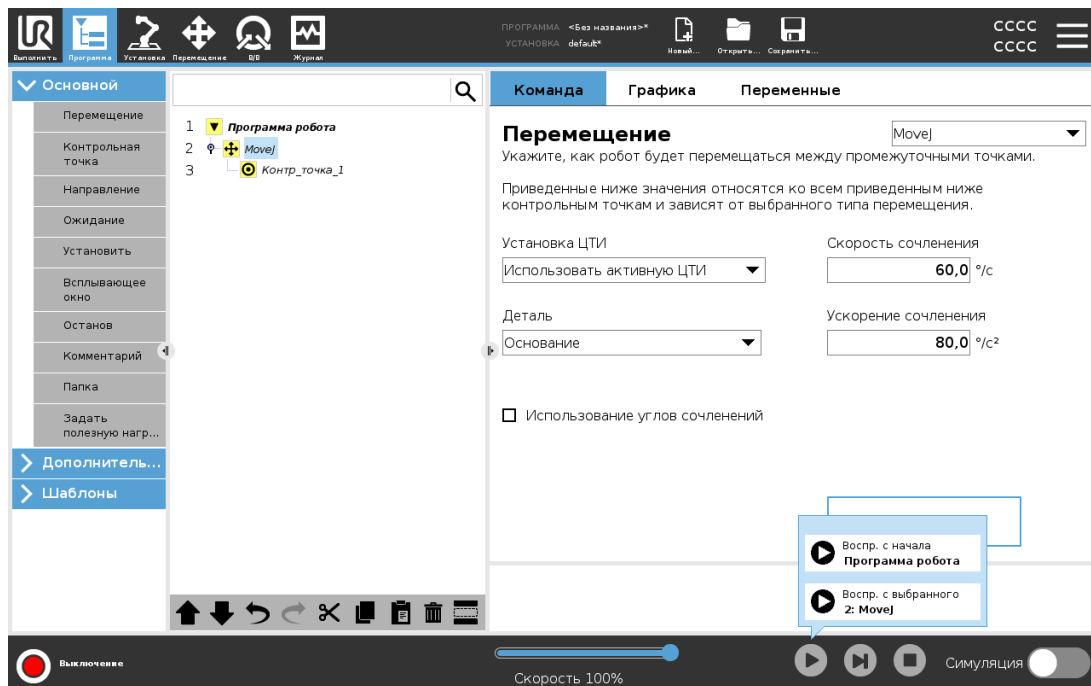 UR
Выполнить
Программа
Установка
Перемещение
В/В
Журнал
ПРОГРАММА <Без названия>*
УСТАНОВКА default*
Новый...
Открыть...
Сохранить...
CCCC
CCCC
Основной
Перемещение
Контрольная
точка
Направление
Ожидание
Установить
Всплывающее
окно
Останов
Комментарий
Папка
Задать
полезную нагр...
Дополнитель...
Шаблоны
1 Программа робота
2 MoveJ
3 Контр_точка_1
Команда
Графика
Переменные
Перемещение
MoveJ
Укажите, как робот будет перемещаться между промежуточными точками.
Приведенные ниже значения относятся ко всем приведенным ниже
контрольным точкам и зависят от выбранного типа перемещения.
Установка ЦТИ
Использовать активную ЦТИ
Скорость сочленения
60,0 °/с
Деталь
Основание
Ускорение сочленения
80,0 °/с²
Использование углов сочленений
Воспр. с начала
Программа робота
Воспр. с выбранного
2: MoveJ
Выключение
Скорость 100%
Симуляция